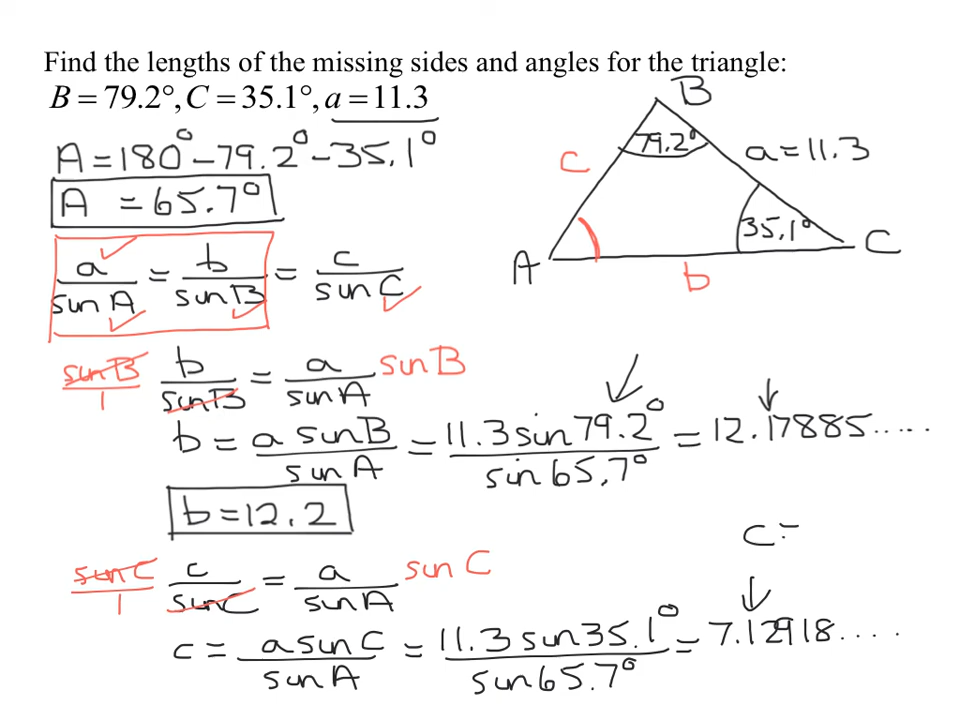 Find the lengths of the missing sides and angles for the triangle:
B = 79.2°, C = 35.1°, a = 11.3
A = 180° - 79.2° - 35.1°
A = 65.7°
B
79.2°
c
a = 11.3
35.1°
A
C
b
a/sin A = b/sin B = c/sin C
sin B/1 b/sin B = a/sin A sin B
b = a sin B/sin A = 11.3 sin 79.2°/sin 65.7° = 12.17885.....
b = 12.2
c =
sin C/1 c/sin C = a/sin A sin C
c = a sin C/sin A = 11.3 sin 35.1°/sin 65.7° = 7.12918....